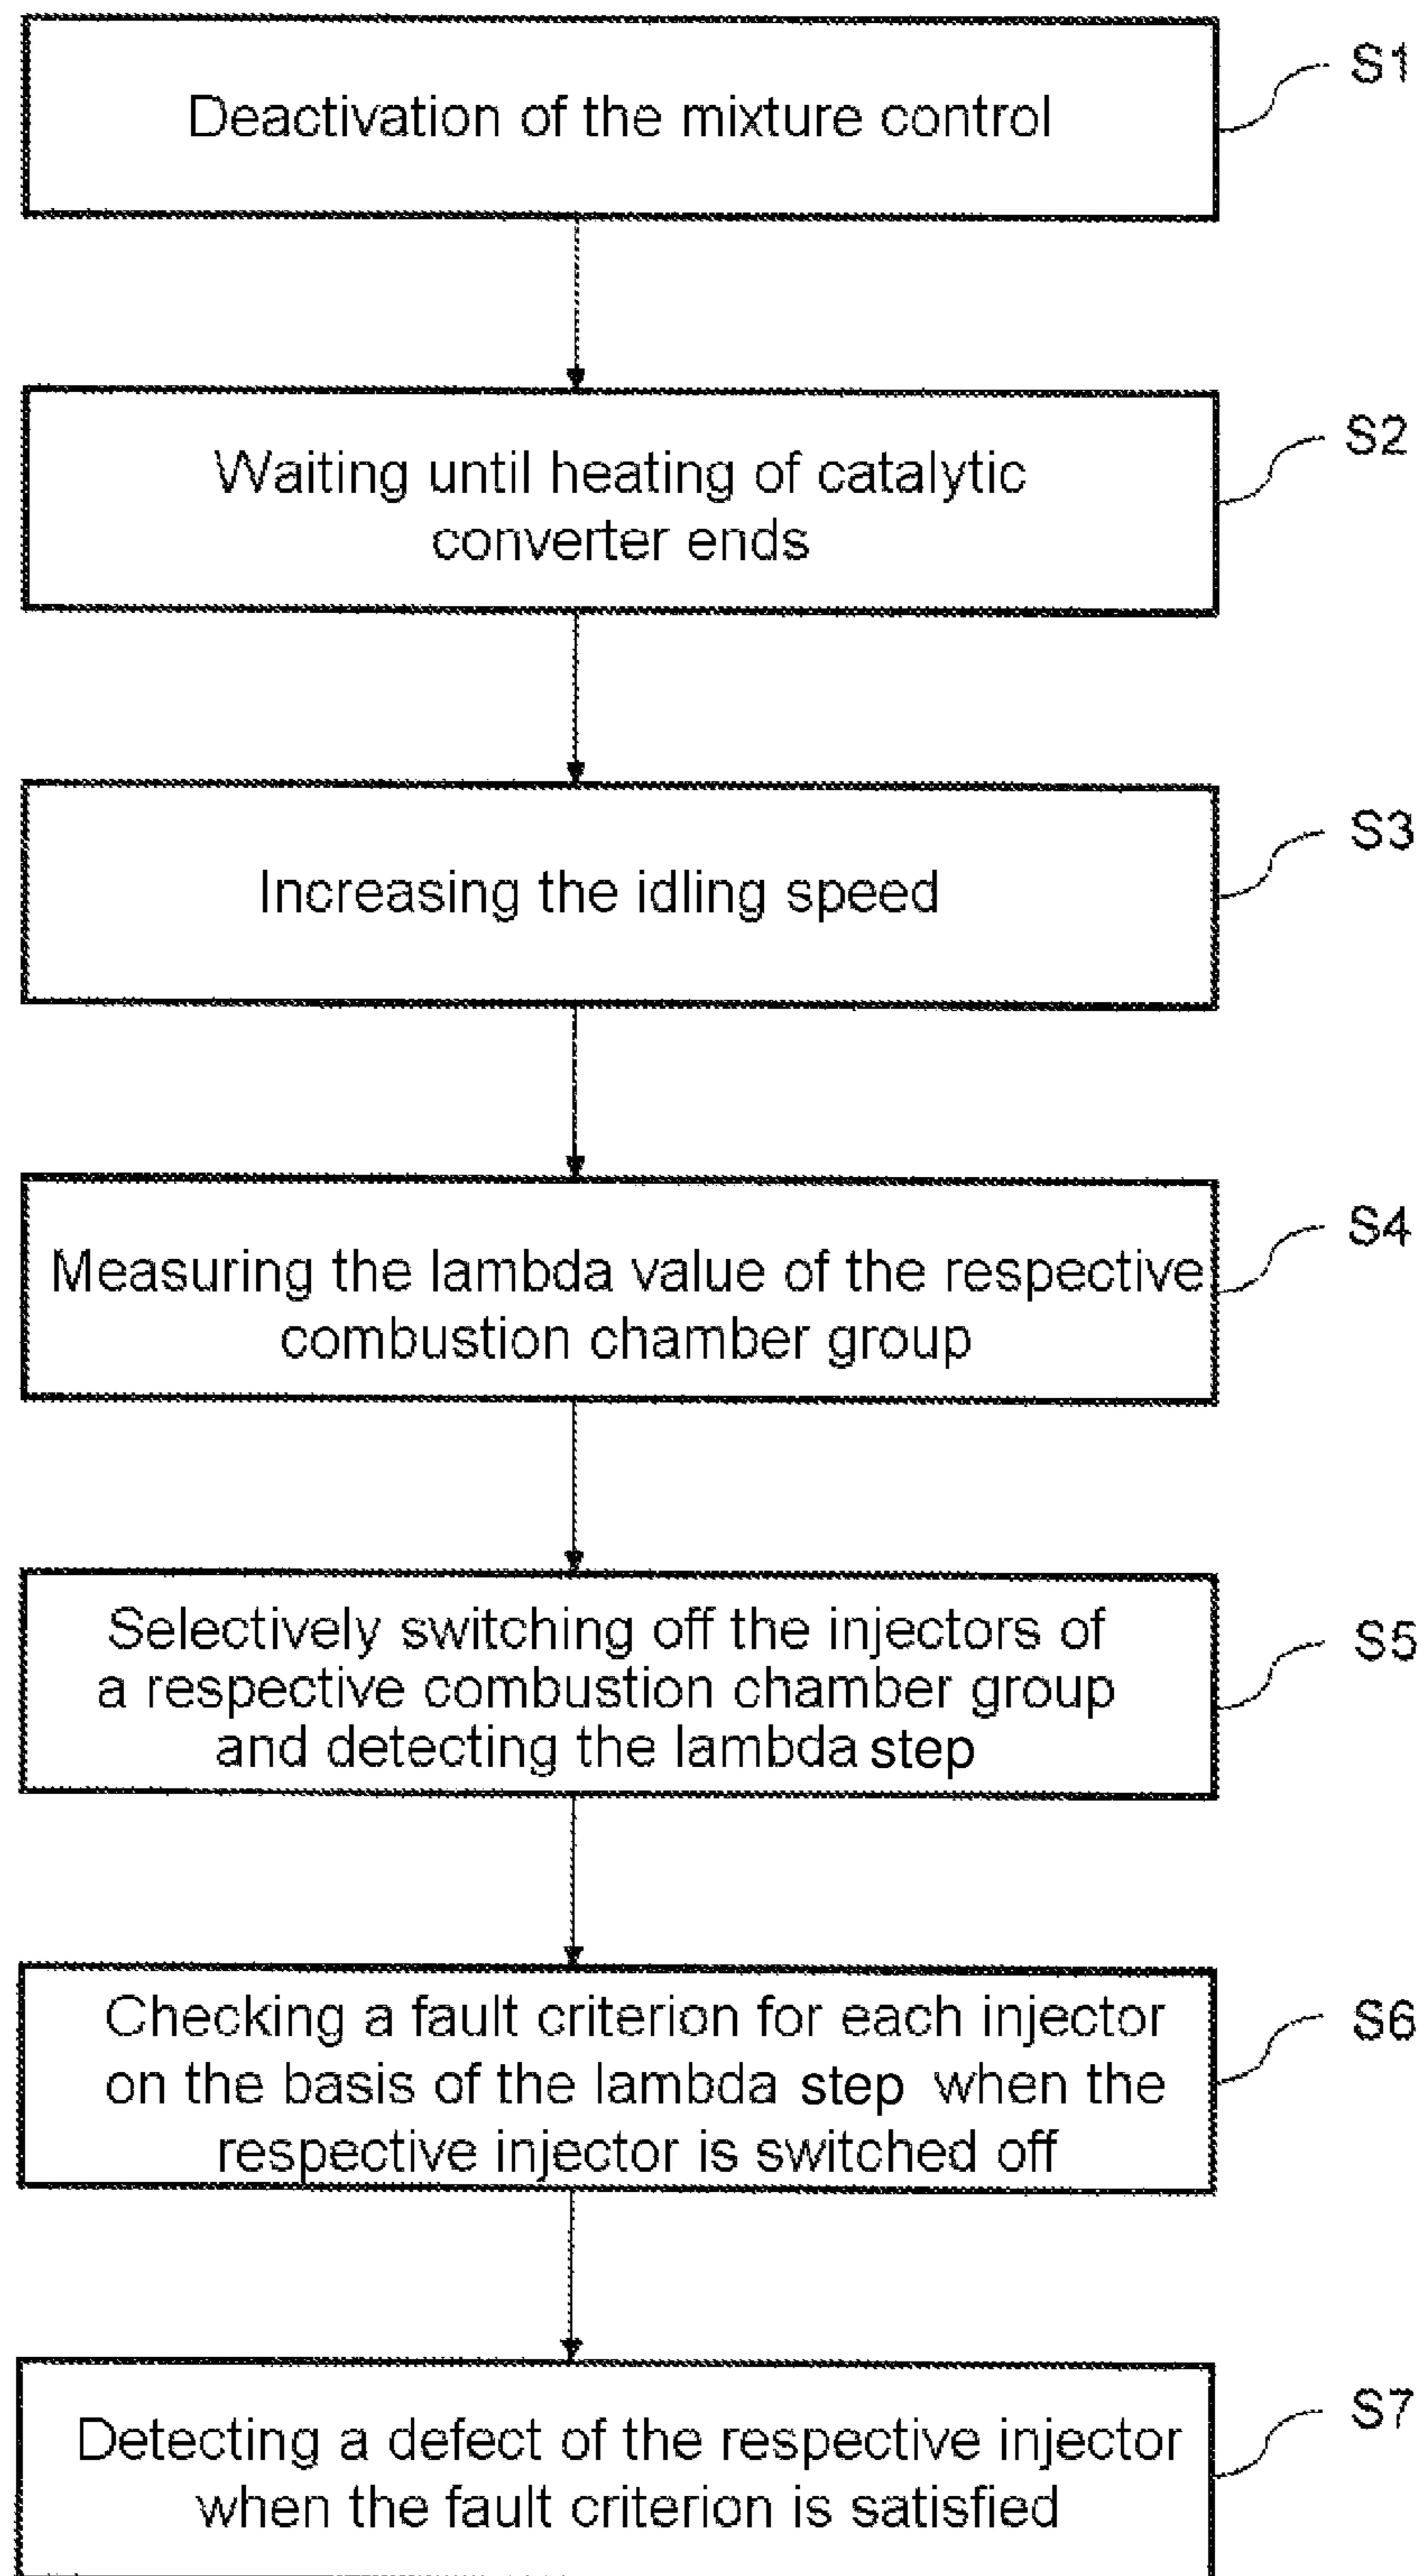 Deactivation of the mixture control
S1
Waiting until heating of catalytic
converter ends
S2
Increasing the idling speed
S3
Measuring the lambda value of the respective
combustion chamber group
S4
Selectively switching off the injectors of
a respective combustion chamber group
and detecting the lambda step
S5
Checking a fault criterion for each injector
on the basis of the lambda step when the
respective injector is switched off
S6
Detecting a defect of the respective injector
when the fault criterion is satisfied
S7